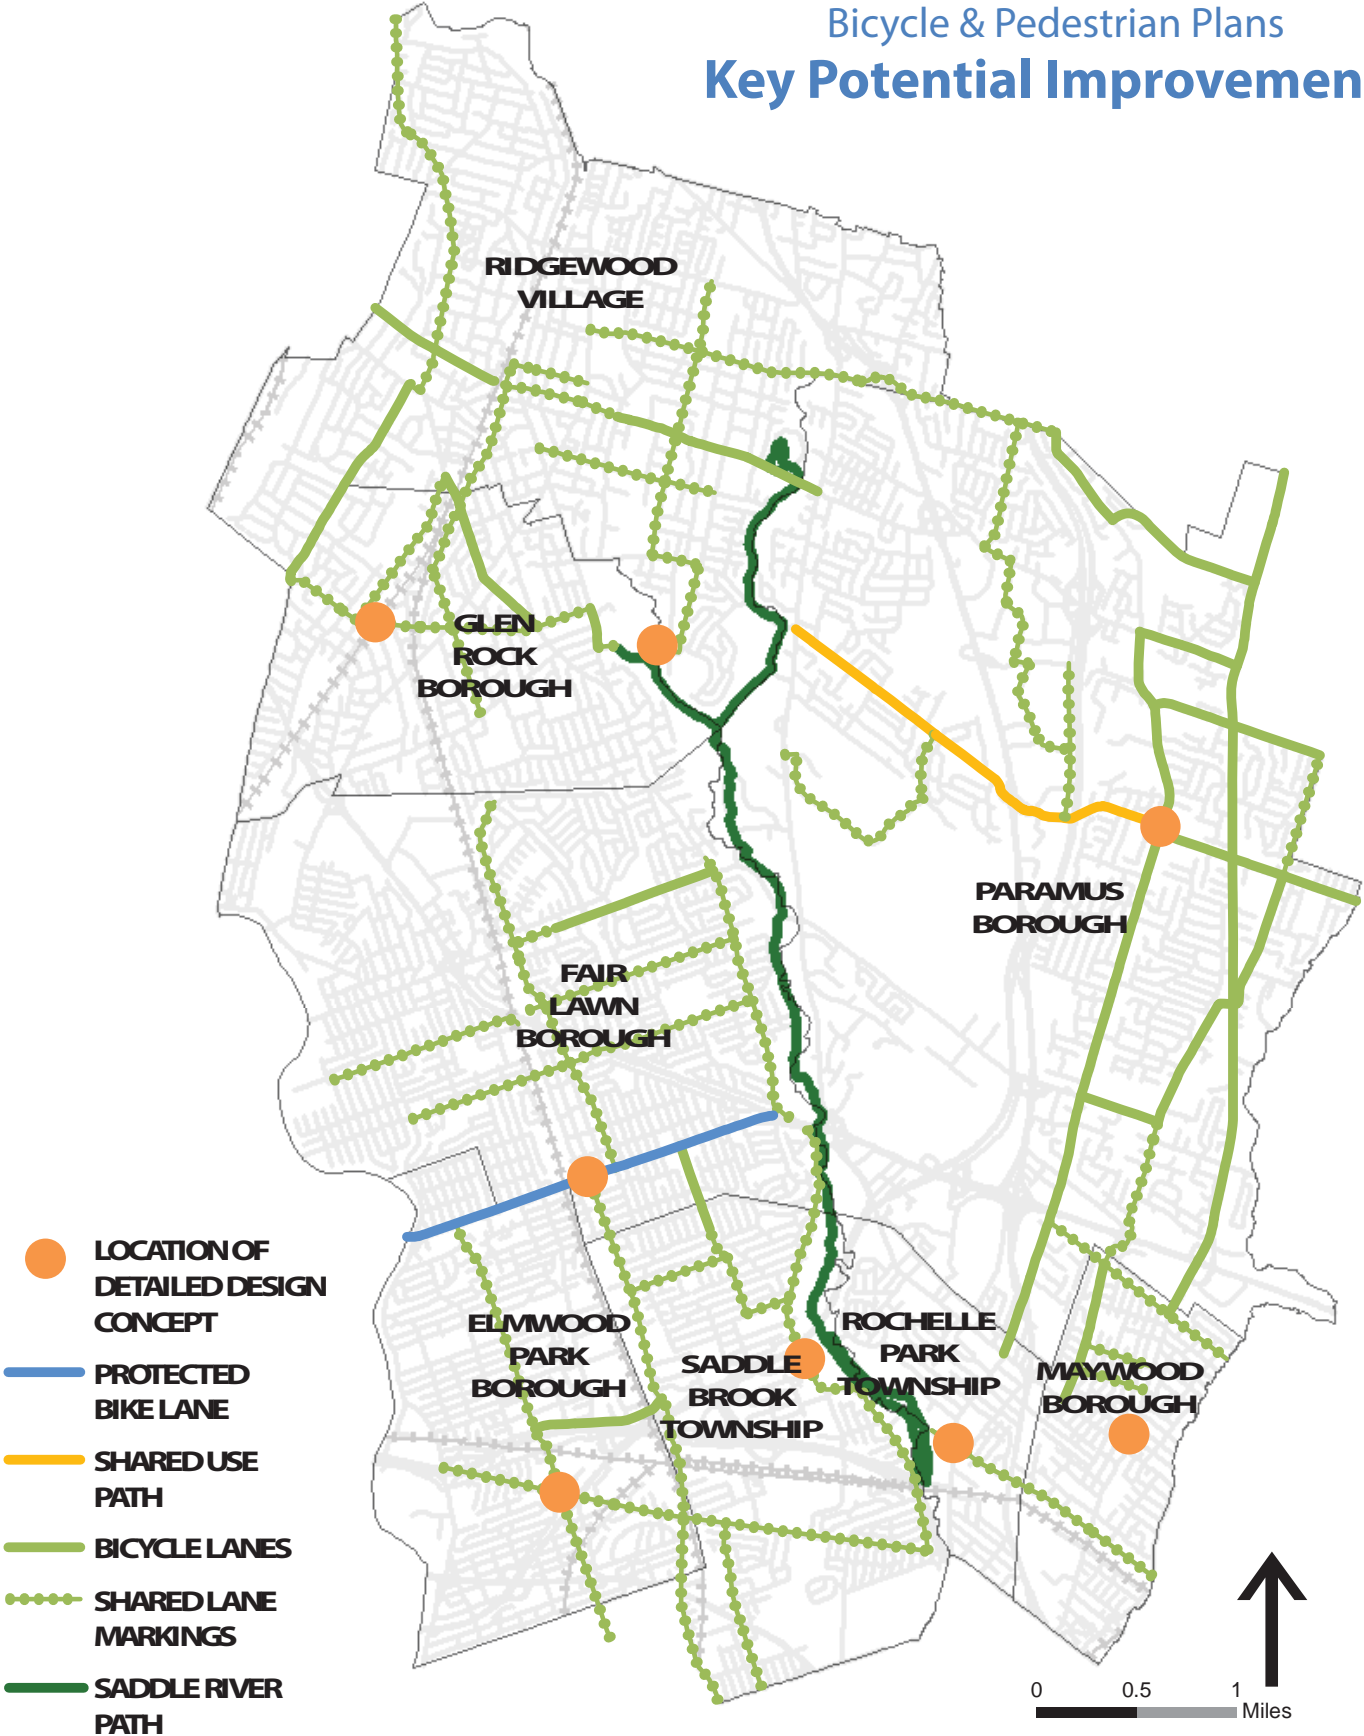 Bicycle & Pedestrian Plans
Key Potential Improvemen
RIDGEWOOD
VILLAGE
GLEN
ROCK
BOROUGH
PARAMUS
BOROUGH
FAIR
LAWN
BOROUGH
ELMWOOD
PARK
BOROUGH
SADDLE
BROOK
TOWNSHIP
ROCHELLE
PARK
TOWNSHIP
MAYWOOD
BOROUGH
LOCATION OF
DETAILED DESIGN
CONCEPT
PROTECTED
BIKE LANE
SHARED USE
PATH
BICYCLE LANES
SHARED LANE
MARKINGS
SADDLE RIVER
PATH
0 0.5 1
Miles